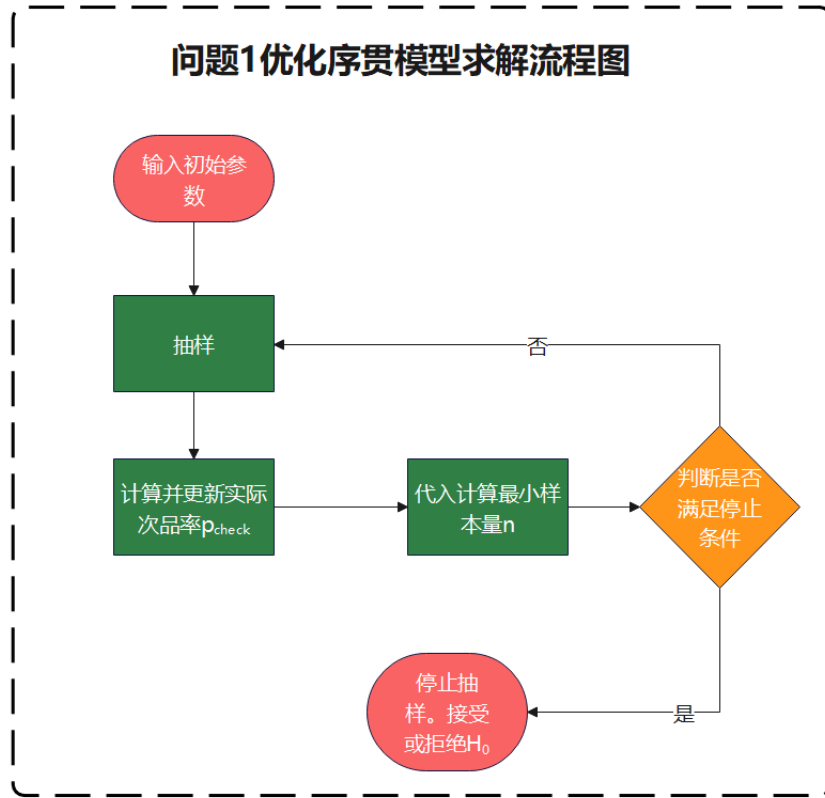 问题1优化序贯模型求解流程图
输入初始参
数
抽样
否
计算并更新实际
次品率pcheck
代入计算最小样
本量n
判断是否
满足停止
条件
停止抽
样。接受
或拒绝H₀
是